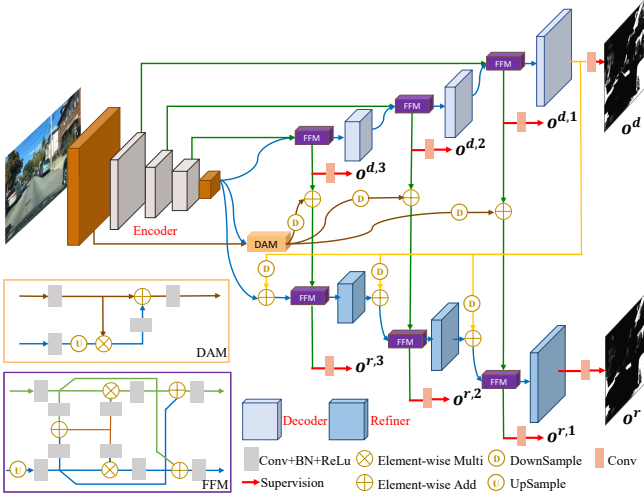 FFM
FFM
FFM
o^d
o^{d,1}
o^{d,2}
o^{d,3}
Encoder
D
D
D
DAM
D
D
D
FFM
FFM
FFM
U
DAM
o^{r,3}
o^{r,2}
o^{r,1}
o^r
U
FFM
Decoder
Refiner
Conv+BN+ReLu
Element-wise Multi
D DownSample
Conv
Supervision
Element-wise Add
U UpSample